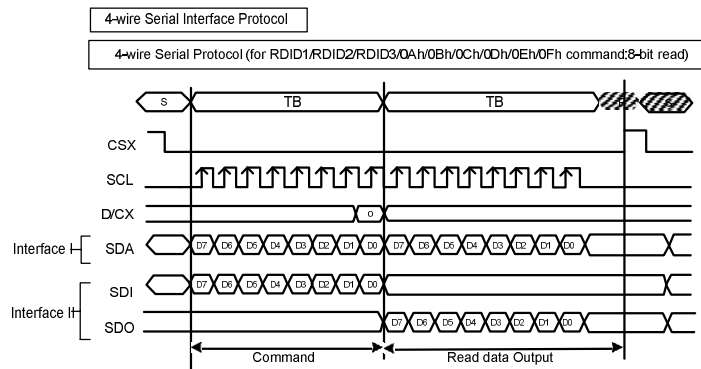 4-wire Serial Interface Protocol
4-wire Serial Protocol (for RDID1/RDID2/RDID3/0Ah/0Bh/0Ch/0Dh/0Eh/0Fh command:8-bit read)
S TB TB
CSX
SCL
D/CX 0
Interface I SDA D7 D6 D5 D4 D3 D2 D1 D0 D7 D6 D5 D4 D3 D2 D1 D0
SDI D7 D6 D5 D4 D3 D2 D1 D0
Interface II
SDO D7 D6 D5 D4 D3 D2 D1 D0
Command Read data Output